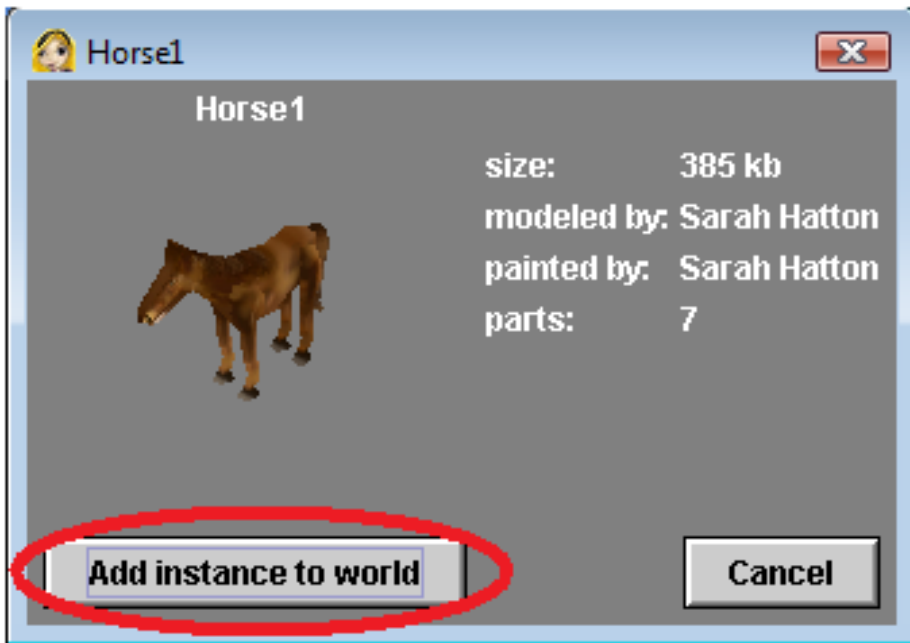 Horse1
Horse1
size: 385 kb
modeled by: Sarah Hatton
painted by: Sarah Hatton
parts: 7
Add instance to world
Cancel